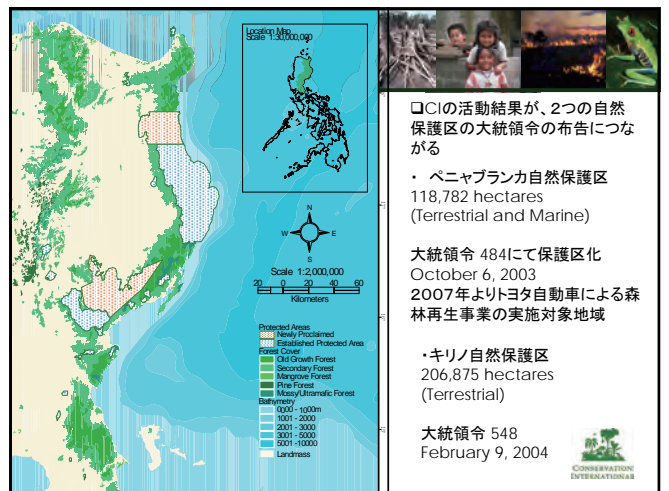 Location Map
Scale 1:30,000,000
N
W
E
S
Scale 1:2,000,000
20 0 20 40 60
Kilometers
Protected Areas
Newly Proclaimed
Established Protected Area
Forest Cover
Old Growth Forest
Secondary Forest
Mangrove Forest
Pine Forest
Mossy/Ultramafic Forest
Bathymetry
0000 - 1000m
1001 - 2000
2001 - 3000
3001 - 5000
5001 -10000
Landmass
❑CIの活動結果が、2つの自然
保護区の大統領令の布告につな
がる
・ ペニャブランカ自然保護区
118,782 hectares
(Terrestrial and Marine)
大統領令 484にて保護区化
October 6, 2003
2007年よりトヨタ自動車による森
林再生事業の実施対象地域
・キリノ自然保護区
206,875 hectares
(Terrestrial)
大統領令 548
February 9, 2004
CONSERVATION
INTERNATIONAL